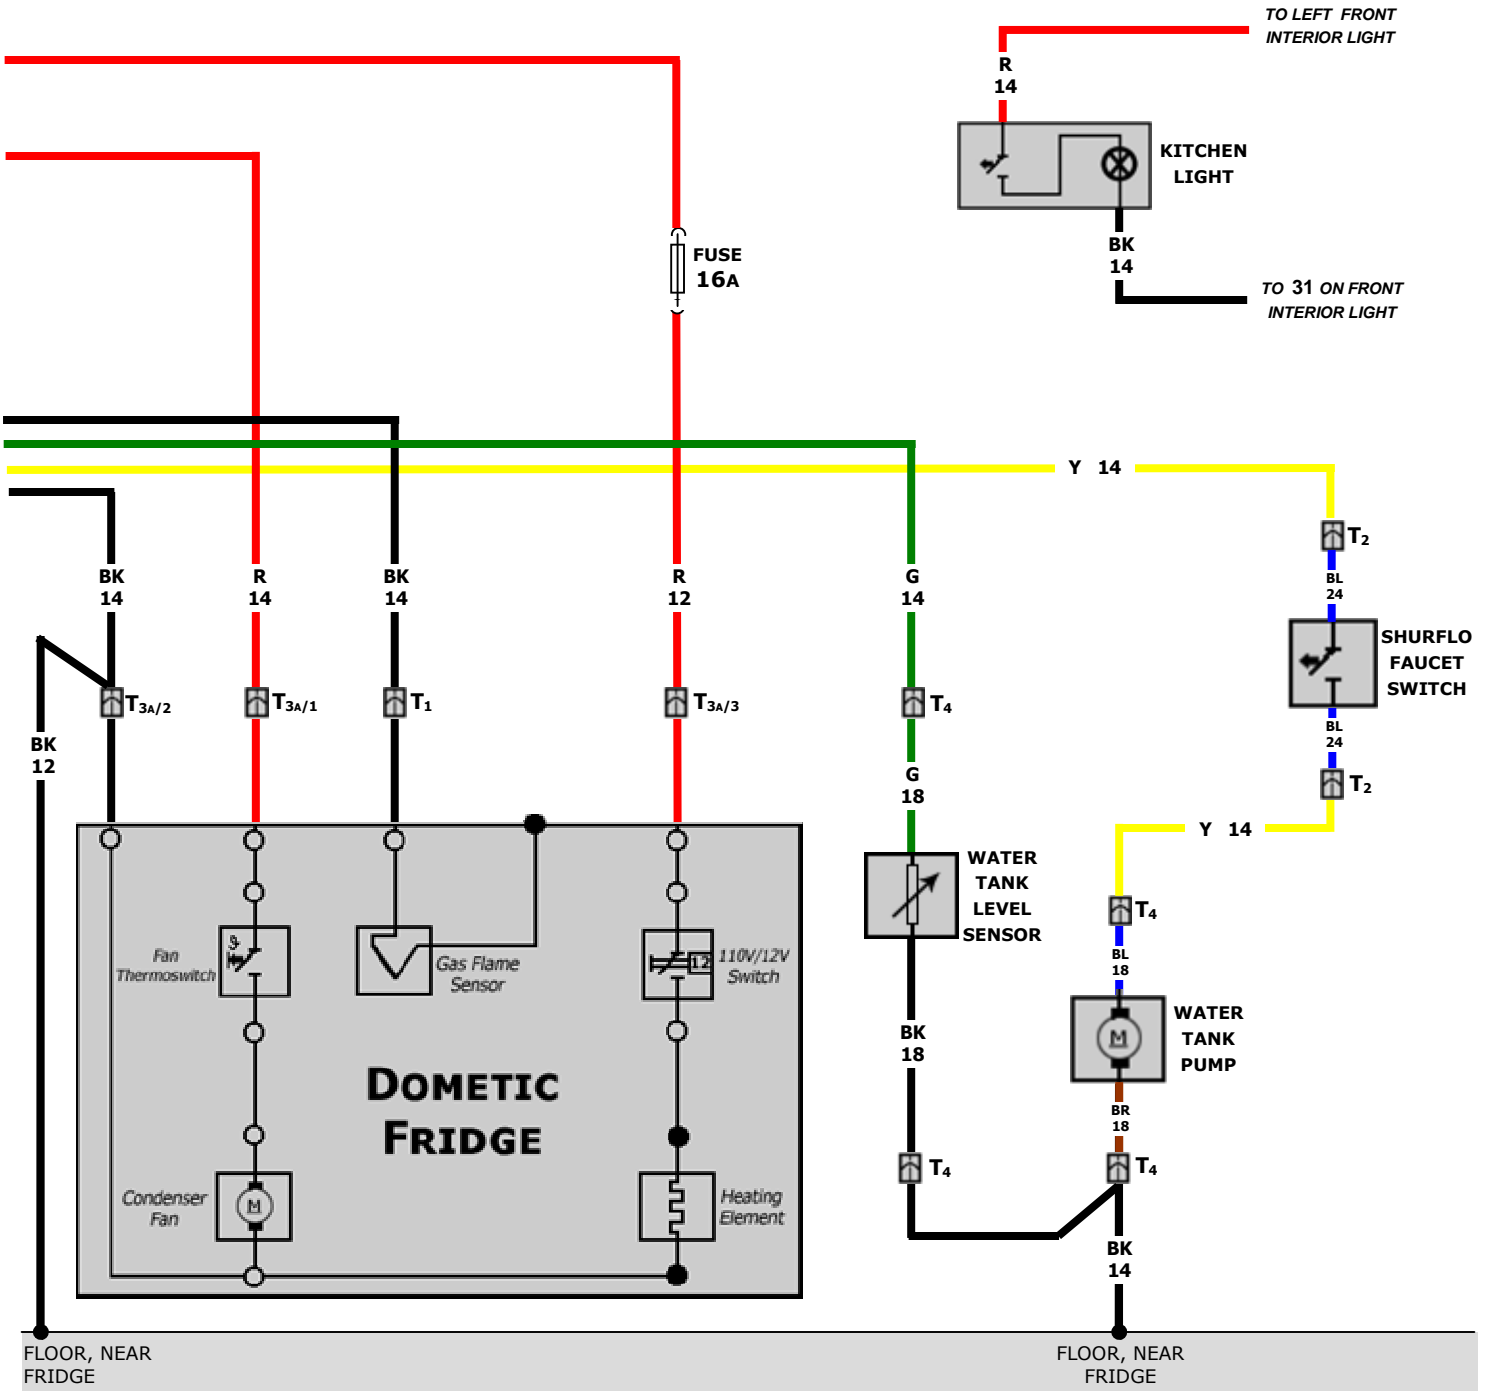 TO LEFT FRONT
INTERIOR LIGHT
R
14
KITCHEN
LIGHT
BK
14
TO 31 ON FRONT
INTERIOR LIGHT
FUSE
16A
Y 14
T2
BL
24
SHURFLO
FAUCET
SWITCH
BL
24
T2
Y 14
BK
14
R
14
BK
14
R
12
G
14
T3A/2
T3A/1
T1
T3A/3
T4
BK
12
G
18
WATER
TANK
LEVEL
SENSOR
T4
BL
18
WATER
TANK
PUMP
M
BR
18
BK
18
T4
T4
BK
14
Fan
Thermoswitch
ϑ
Gas Flame
Sensor
12
110V/12V
Switch
DOMETIC
FRIDGE
Condenser
Fan
M
Heating
Element
FLOOR, NEAR
FRIDGE
FLOOR, NEAR
FRIDGE